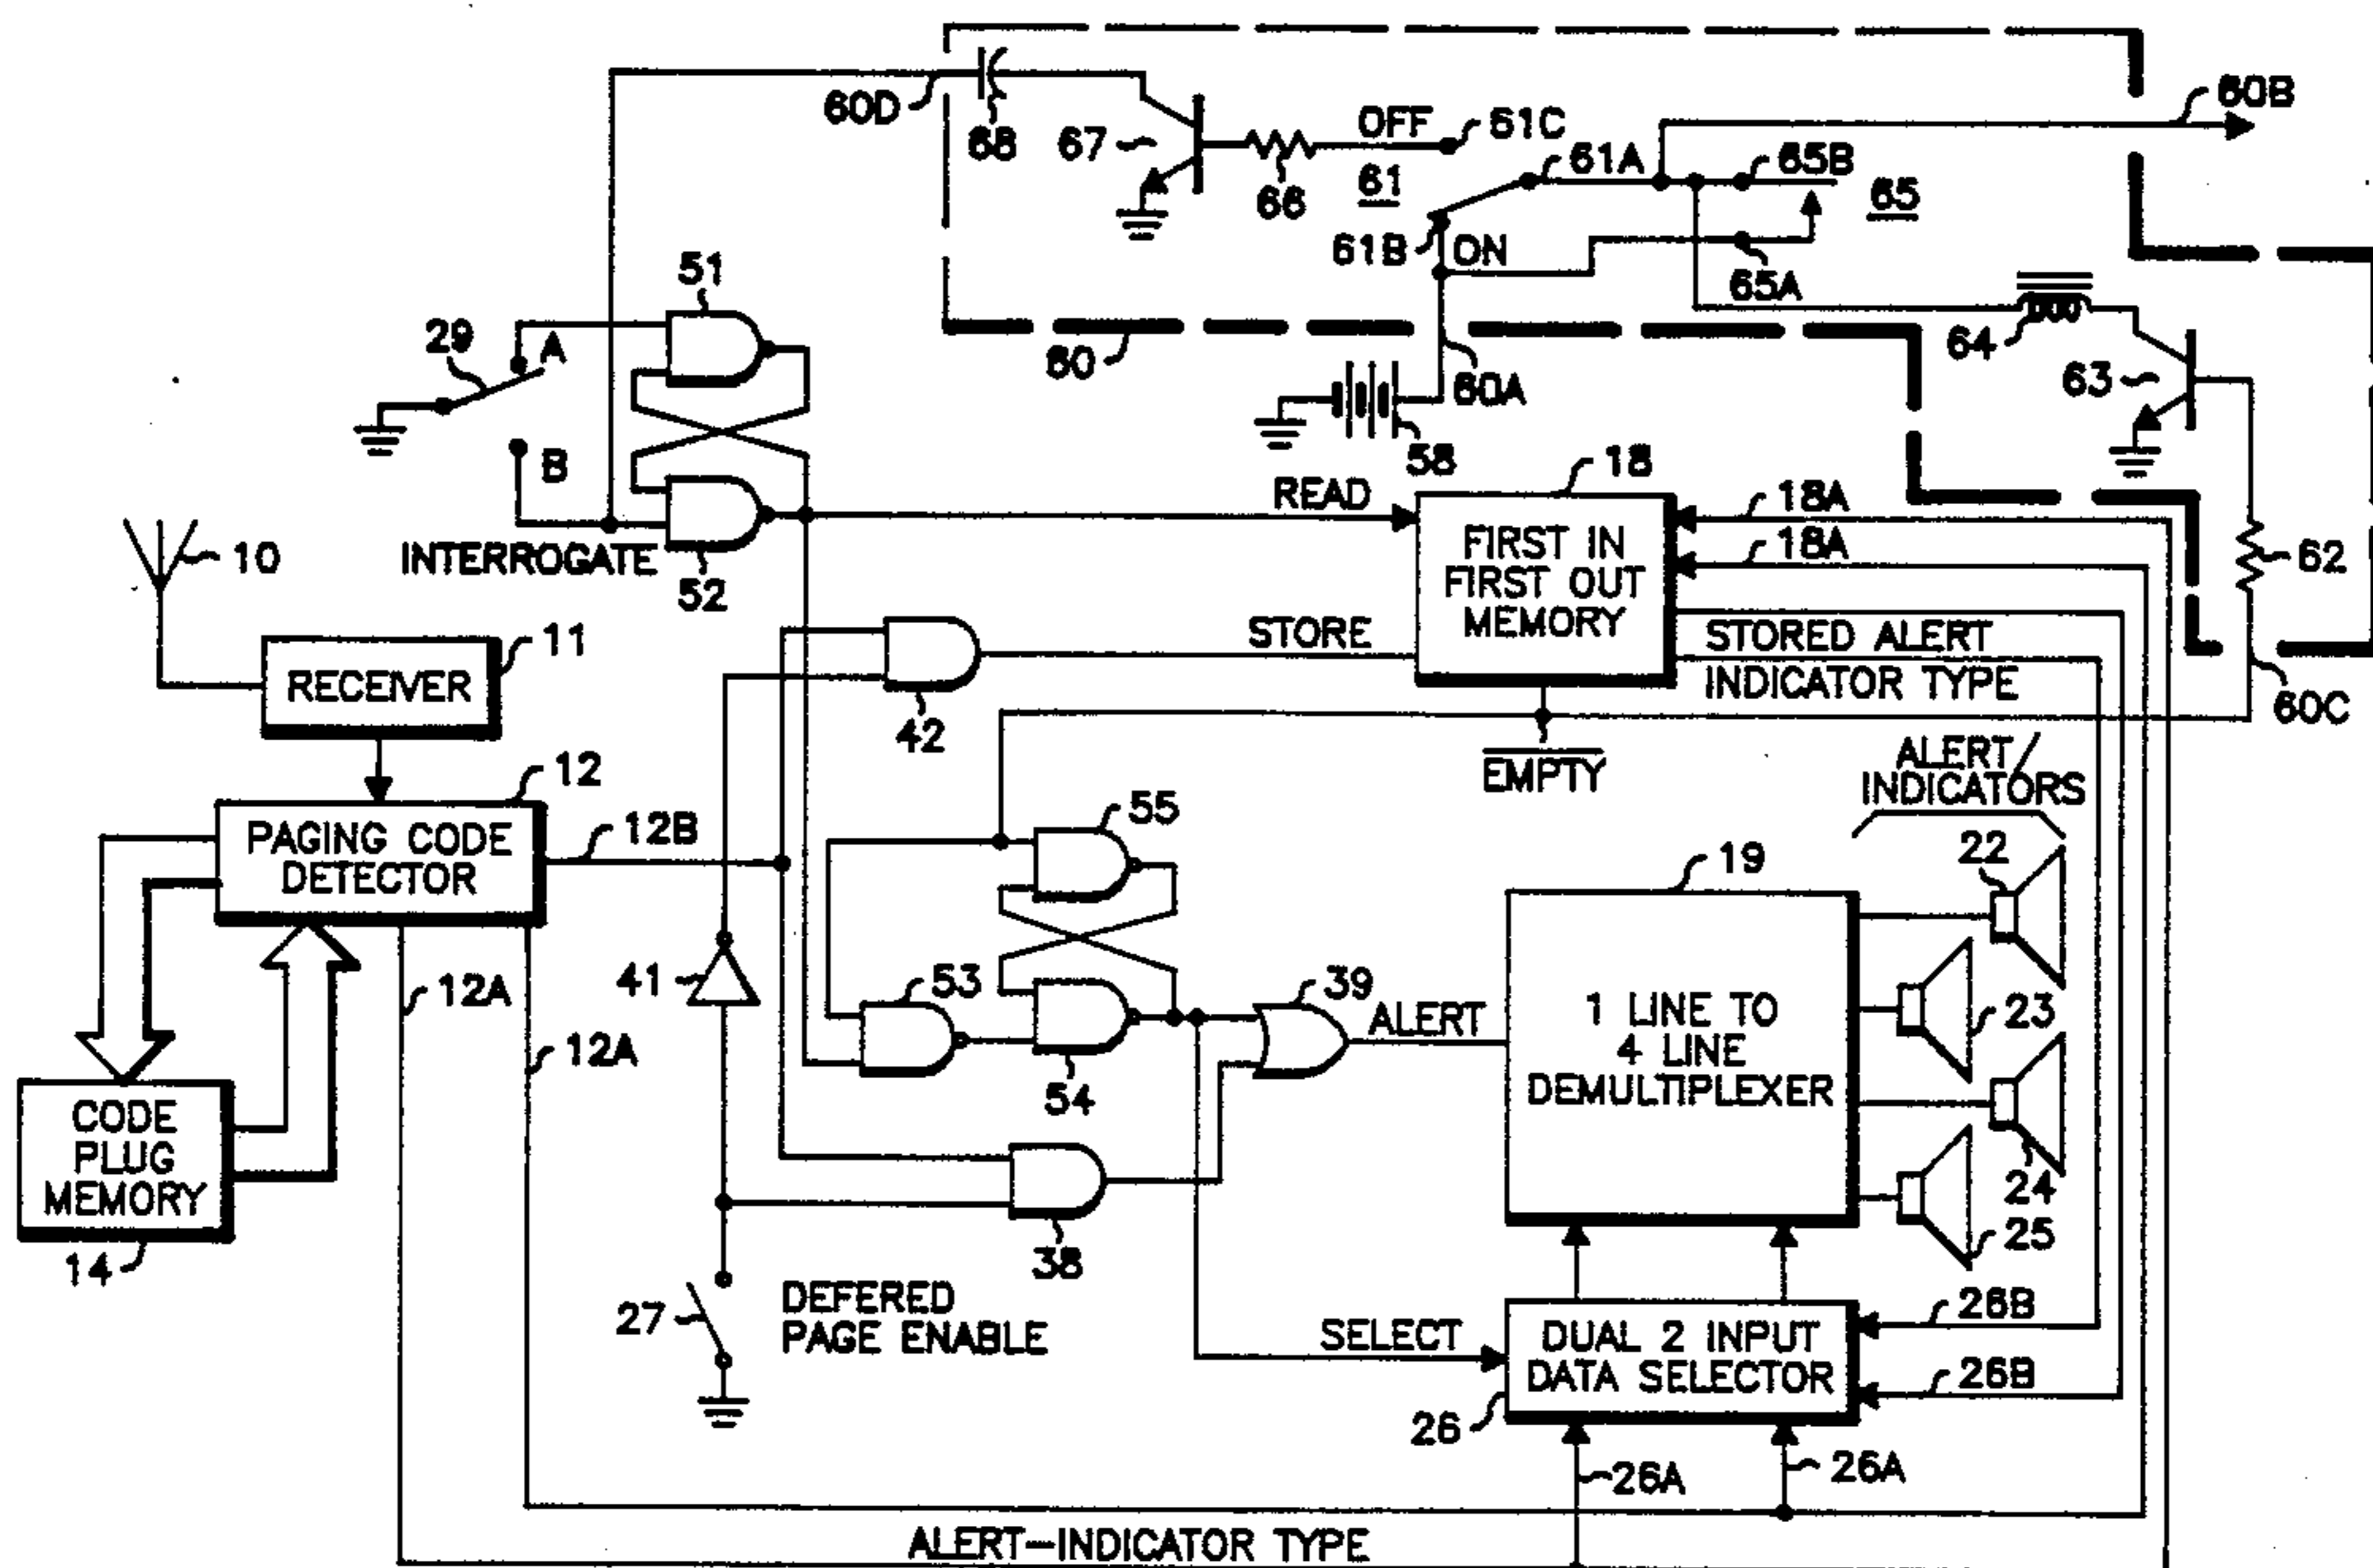 60B
60D
68
67
66
OFF
61C
61
61A
65B
65
61B
ON
65A
51
29
A
60
60A
64
63
58
B
READ
18
18A
10
INTERROGATE
52
FIRST IN
FIRST OUT
MEMORY
18A
62
11
STORE
STORED ALERT
INDICATOR TYPE
RECEIVER
42
60C
EMPTY
ALERT/
INDICATORS
12
PAGING CODE
DETECTOR
12B
55
19
22
41
53
39
ALERT
12A
12A
1 LINE TO
4 LINE
DEMULTIPLEXER
23
54
CODE
PLUG
MEMORY
24
14
38
25
27
DEFERED
PAGE ENABLE
SELECT
DUAL 2 INPUT
DATA SELECTOR
26B
26B
26
26A
26A
ALERT-INDICATOR TYPE